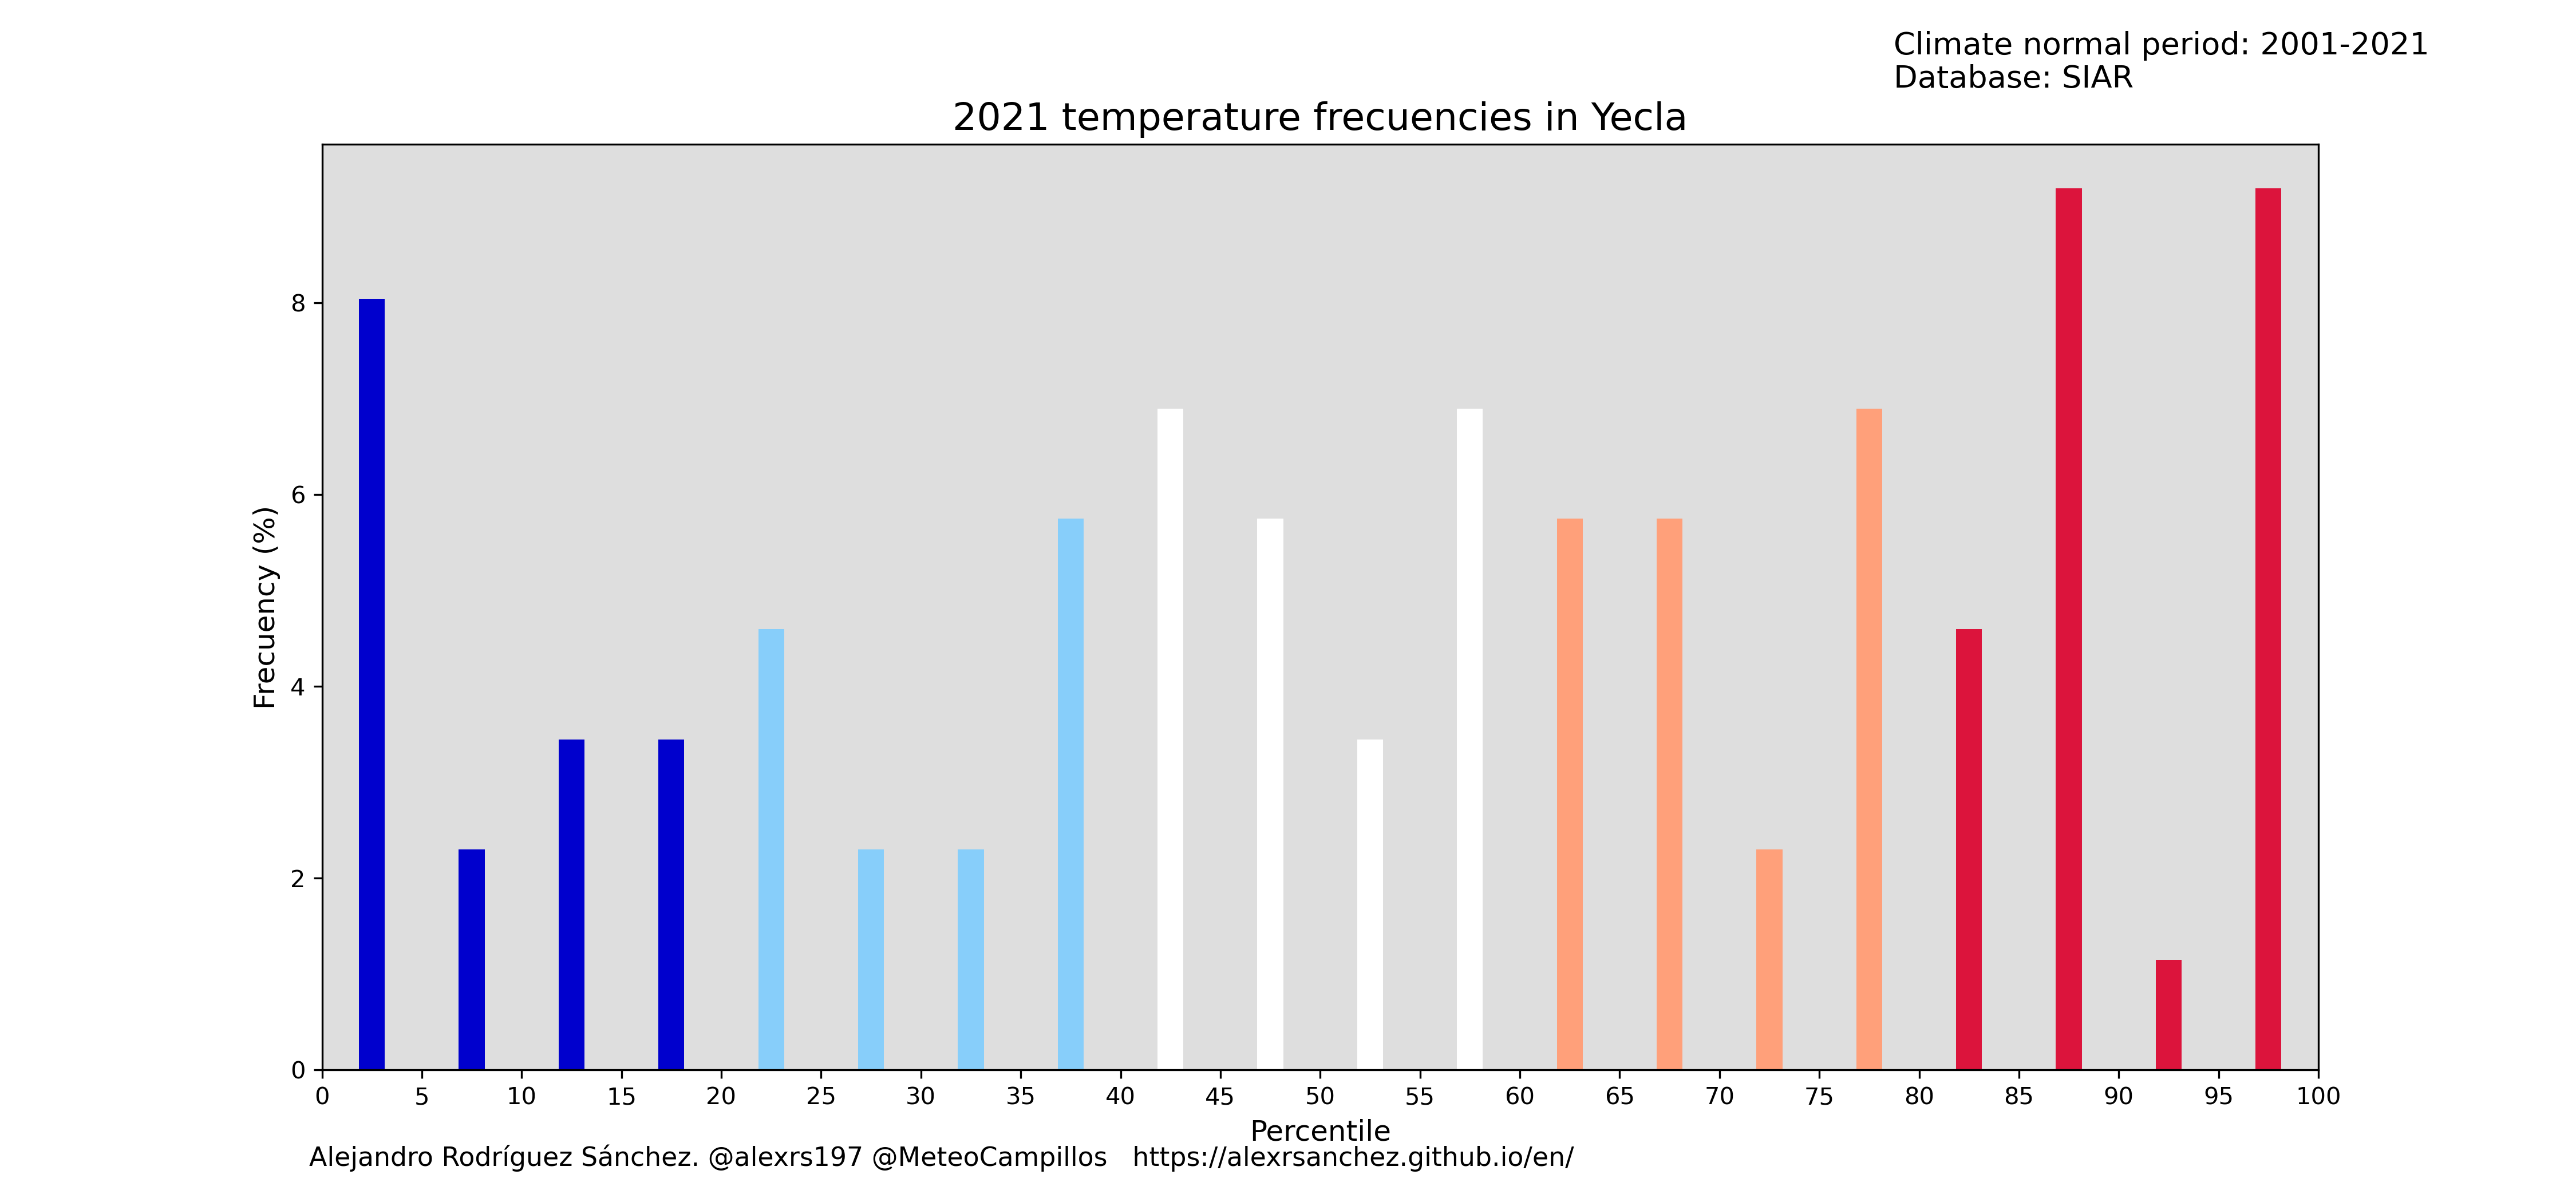 Climate normal period: 2001-2021
Database: SIAR
2021 temperature frecuencies in Yecla
Frecuency (%)
8
6
4
2
0
0 5 10 15 20 25 30 35 40 45 50 55 60 65 70 75 80 85 90 95 100
Percentile
Alejandro Rodríguez Sánchez. @alexrs197 @MeteoCampillos https://alexrsanchez.github.io/en/